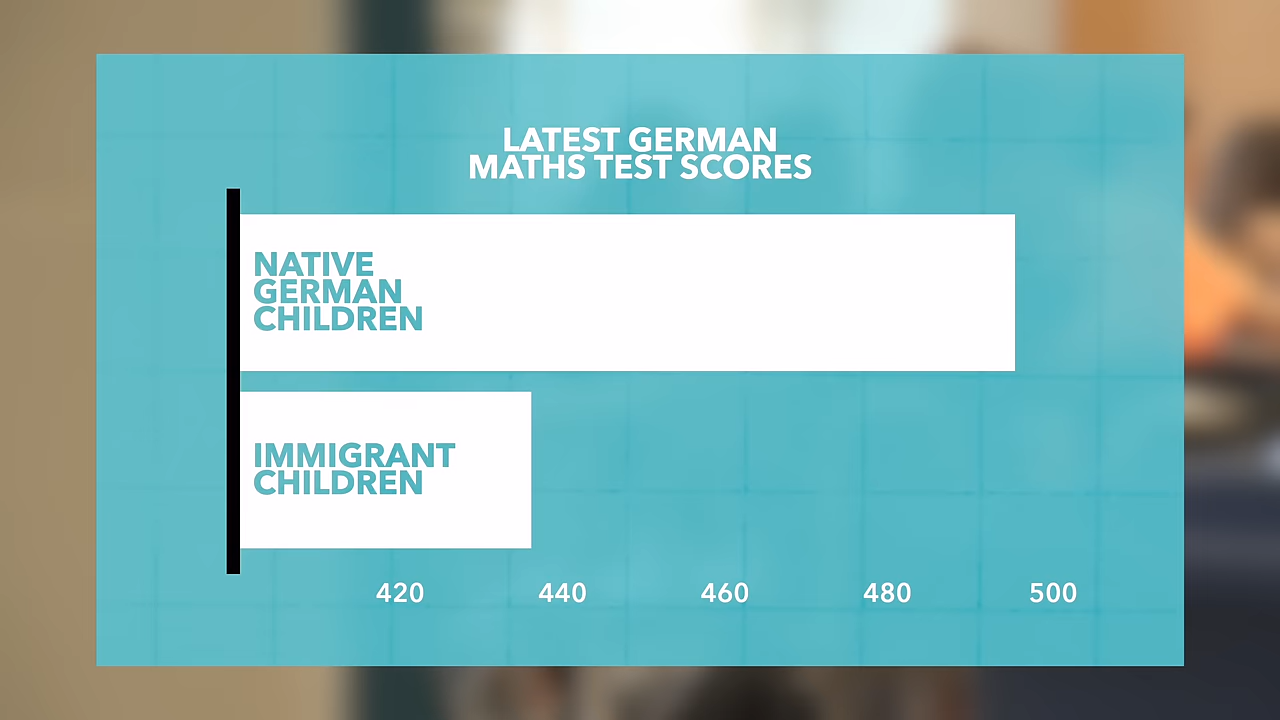 LATEST GERMAN
MATHS TEST SCORES
NATIVE
GERMAN
CHILDREN
IMMIGRANT
CHILDREN
420 440 460 480 500